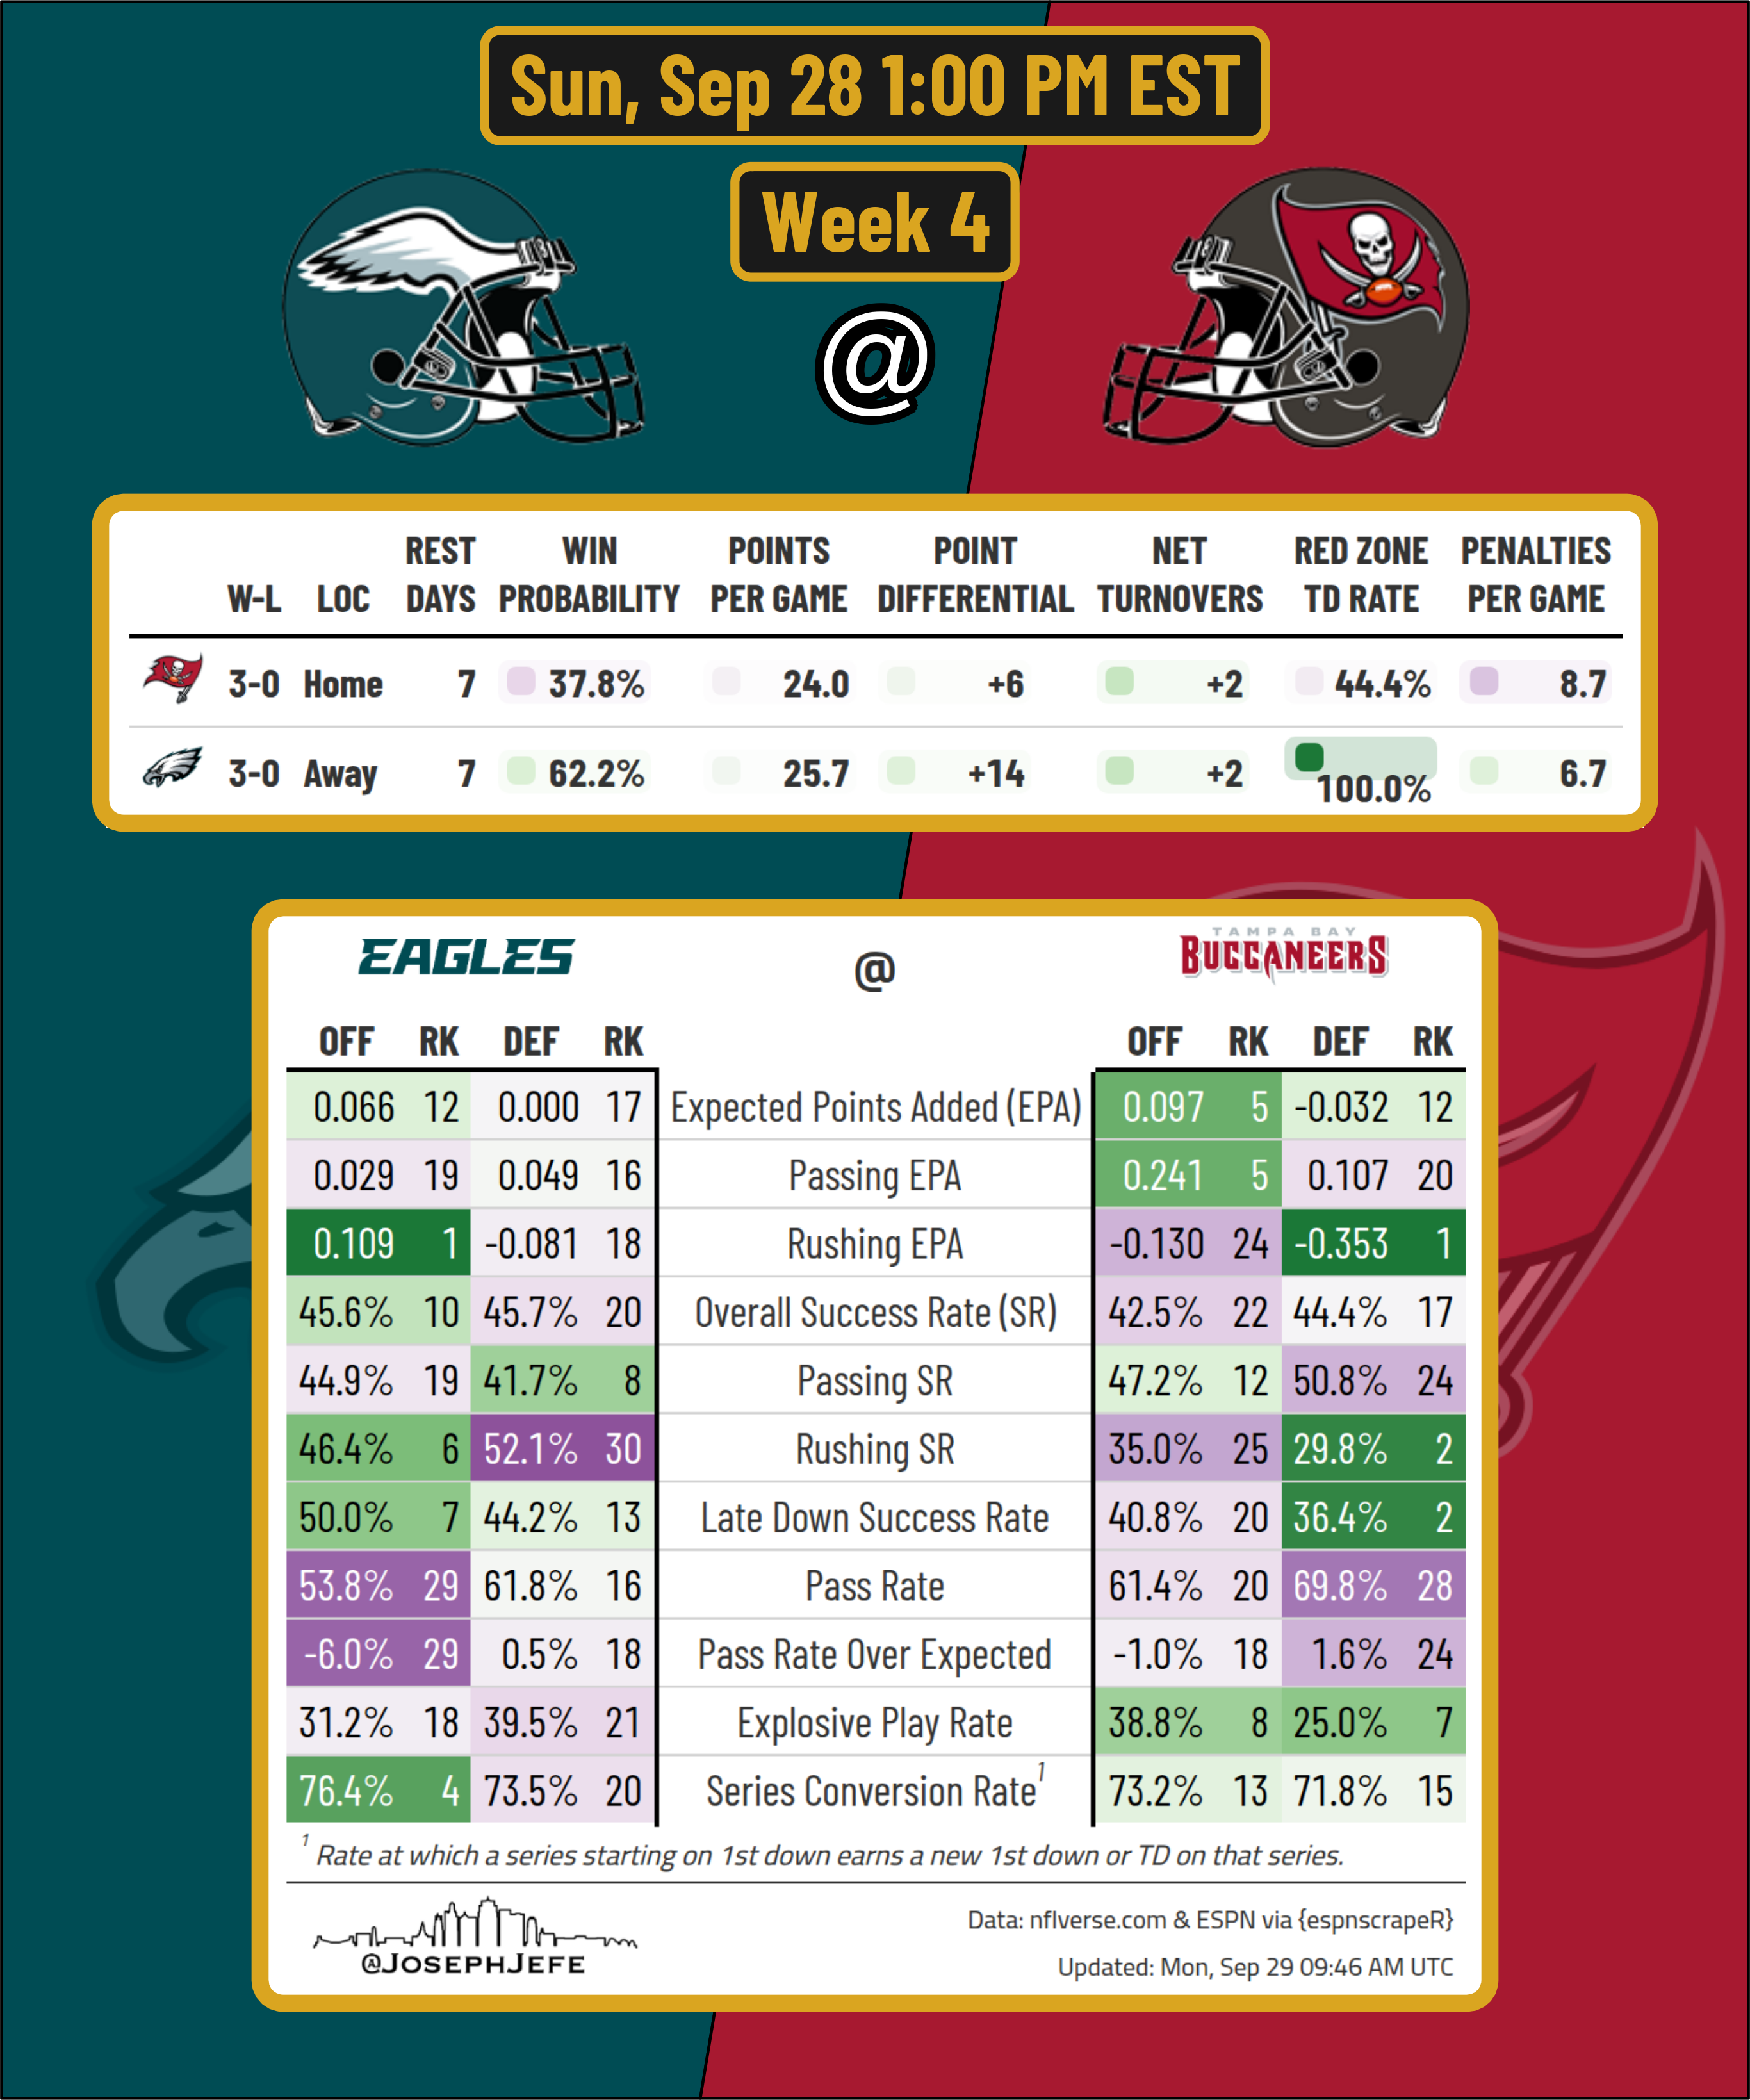 Sun, Sep 28 1:00 PM EST
Week 4
@
W-L LOC REST DAYS WIN PROBABILITY POINTS PER GAME POINT DIFFERENTIAL NET TURNOVERS RED ZONE TD RATE PENALTIES PER GAME
3-0 Home 7 37.8% 24.0 +6 +2 44.4% 8.7
3-0 Away 7 62.2% 25.7 +14 +2 100.0% 6.7
EAGLES @ TAMPA BAY BUCCANEERS
OFF RK DEF RK OFF RK DEF RK
0.066 12 0.000 17 Expected Points Added (EPA) 0.097 5 -0.032 12
0.029 19 0.049 16 Passing EPA 0.241 5 0.107 20
0.109 1 -0.081 18 Rushing EPA -0.130 24 -0.353 1
45.6% 10 45.7% 20 Overall Success Rate (SR) 42.5% 22 44.4% 17
44.9% 19 41.7% 8 Passing SR 47.2% 12 50.8% 24
46.4% 6 52.1% 30 Rushing SR 35.0% 25 29.8% 2
50.0% 7 44.2% 13 Late Down Success Rate 40.8% 20 36.4% 2
53.8% 29 61.8% 16 Pass Rate 61.4% 20 69.8% 28
-6.0% 29 0.5% 18 Pass Rate Over Expected -1.0% 18 1.6% 24
31.2% 18 39.5% 21 Explosive Play Rate 38.8% 8 25.0% 7
76.4% 4 73.5% 20 Series Conversion Rate1 73.2% 13 71.8% 15
1 Rate at which a series starting on 1st down earns a new 1st down or TD on that series.
@JOSEPHJEFE
Data: nflverse.com & ESPN via {espnscrapeR}
Updated: Mon, Sep 29 09:46 AM UTC